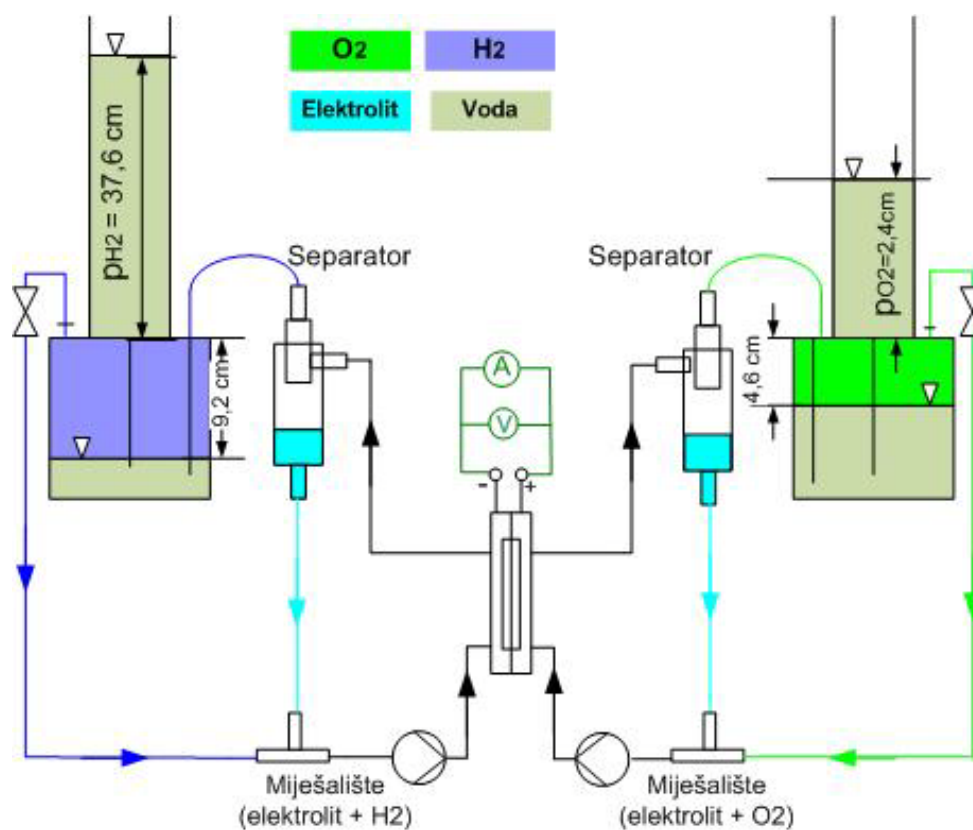 O2
H2
Elektrolit
Voda
pH2 = 37,6 cm
pO2=2,4cm
Separator
Separator
9,2 cm
4,6 cm
A
V
-
+
Miješalište
(elektrolit + H2)
Miješalište
(elektrolit + O2)